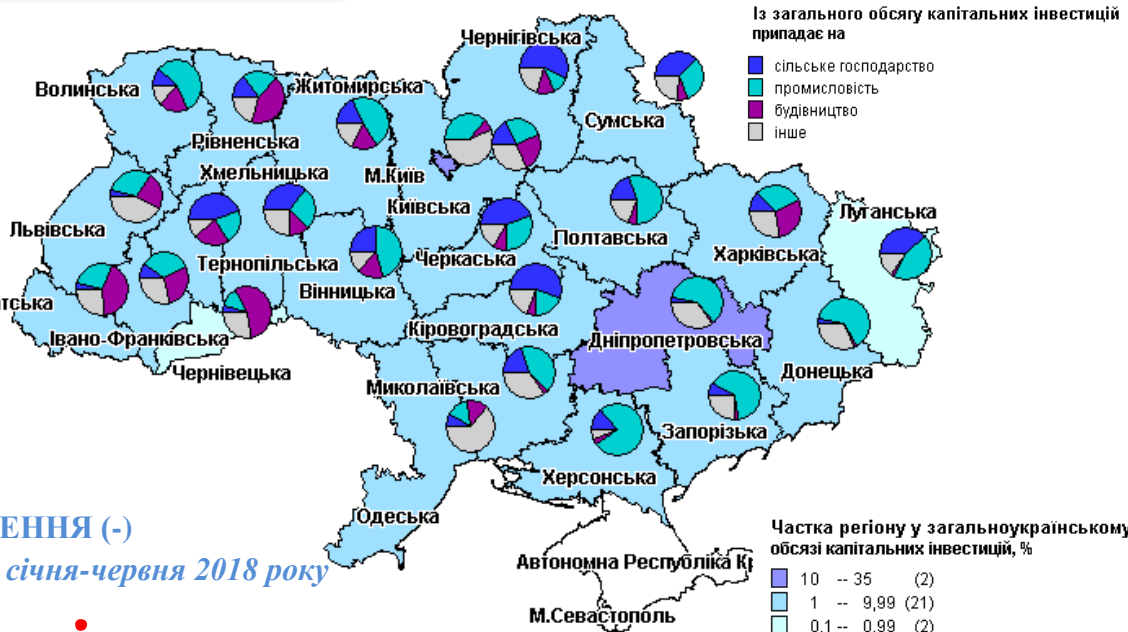 Із загального обсягу капітальних інвестицій
припадає на
сільське господарство
промисловість
будівництво
інше
Чернігівська
Волинська
Житомирська
Сумська
Рівненська
Хмельницька
М.Київ
Київська
Львівська
Полтавська
Луганська
Харківська
Тернопільська
Черкаська
Вінницька
атська
Івано-Франківська
Кіровоградська
Дніпропетровська
Чернівецька
Донецька
Миколаївська
Запорізька
Херсонська
Одеська
ЕННЯ (-)
січня-червня 2018 року
Автономна Республіка К
М.Севастополь
Частка регіону у загальноукраїнському
обсязі капітальних інвестицій, %
10 -- 35 (2)
1 -- 9,99 (21)
0,1 -- 0,99 (2)